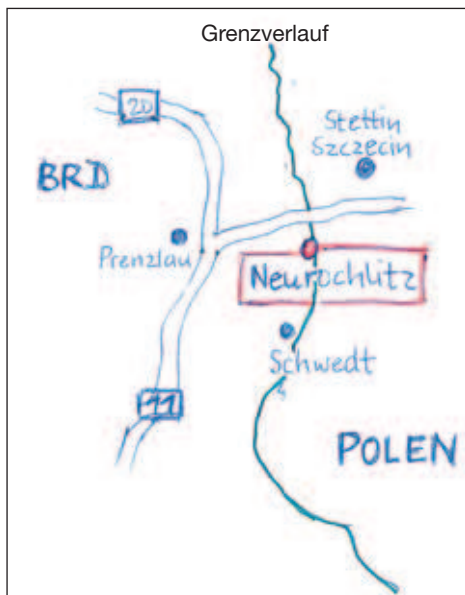 Grenzverlauf
20
Stettin
Szczecin
BRD
Prenzlau
Neurochlitz
Schwedt
11
POLEN